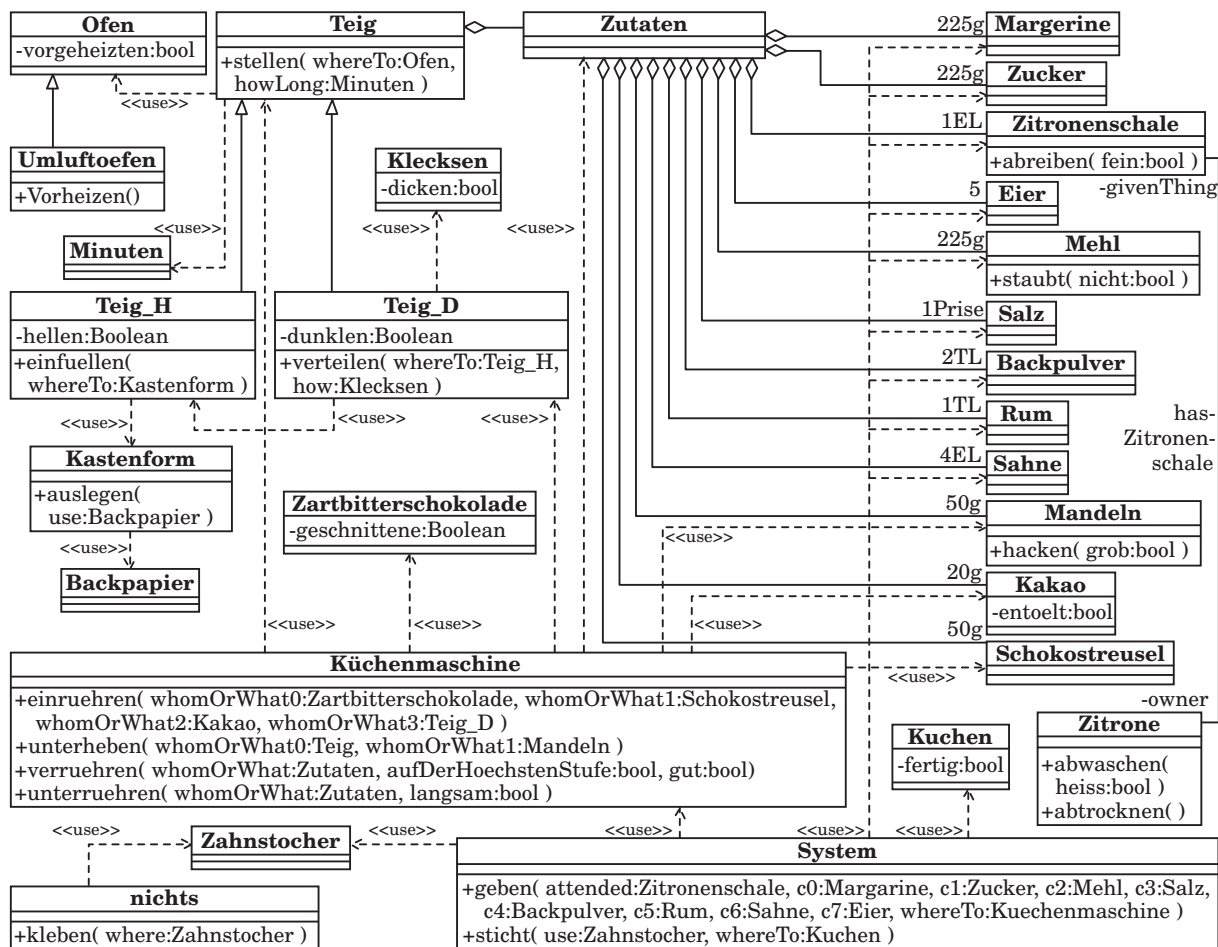 Ofen
-vorgeheizten:bool
Teig
+stellen( whereTo:Ofen,
howLong:Minuten )
Zutaten
225g
Margerine
225g
Zucker
1EL
Zitronenschale
+abreiben( fein:bool )
-givenThing
<<use>>
Umluftoefen
+Vorheizen()
Klecksen
-dicken:bool
5
Eier
<<use>>
<<use>>
<<use>>
Minuten
225g
Mehl
+staubt( nicht:bool )
Teig_H
-hellen:Boolean
+einfuellen(
whereTo:Kastenform )
Teig_D
-dunklen:Boolean
+verteilen( whereTo:Teig_H,
how:Klecksen )
1Prise
Salz
2TL
Backpulver
<<use>>
<<use>>
<<use>>
1TL
Rum
has-
Zitronen-
schale
Kastenform
+auslegen(
use:Backpapier )
4EL
Sahne
Zartbitterschokolade
-geschnittene:Boolean
50g
Mandeln
+hacken( grob:bool )
<<use>>
<<use>>
Backpapier
20g
Kakao
-entoelt:bool
<<use>>
<<use>>
<<use>>
<<use>>
50g
Schokostreusel
<<use>>
Küchenmaschine
+einruehren( whomOrWhat0:Zartbitterschokolade, whomOrWhat1:Schokostreusel,
whomOrWhat2:Kakao, whomOrWhat3:Teig_D )
+unterheben( whomOrWhat0:Teig, whomOrWhat1:Mandeln )
+verruehren( whomOrWhat:Zutaten, aufDerHoechstenStufe:bool, gut:bool)
+unterruehren( whomOrWhat:Zutaten, langsam:bool )
-owner
Zitrone
+abwaschen(
heiss:bool )
+abtrocknen( )
Kuchen
-fertig:bool
<<use>>
<<use>>
<<use>>
<<use>>
<<use>>
Zahnstocher
nichts
+kleben( where:Zahnstocher )
System
+geben( attended:Zitronenschale, c0:Margarine, c1:Zucker, c2:Mehl, c3:Salz,
c4:Backpulver, c5:Rum, c6:Sahne, c7:Eier, whereTo:Kuechenmaschine )
+sticht( use:Zahnstocher, whereTo:Kuchen )